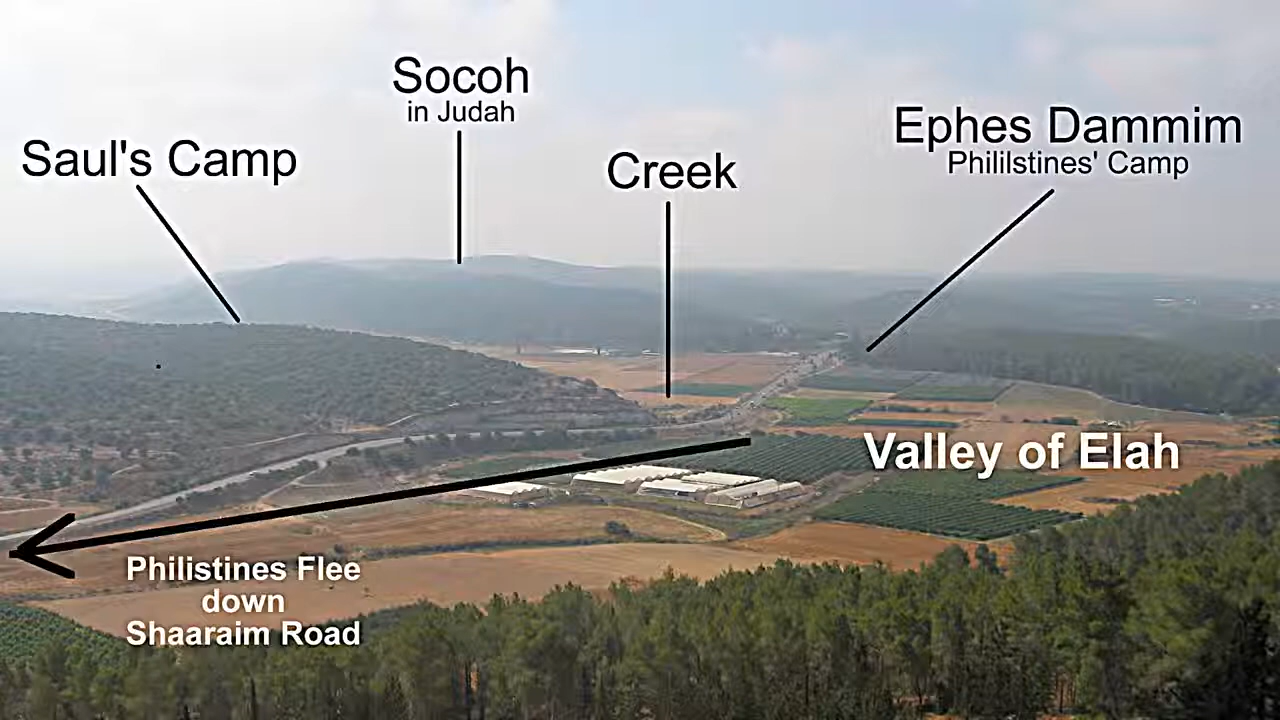 Socoh
in Judah
Saul's Camp
Creek
Ephes Dammim
Phililstines' Camp
Valley of Elah
Philistines Flee
down
Shaaraim Road